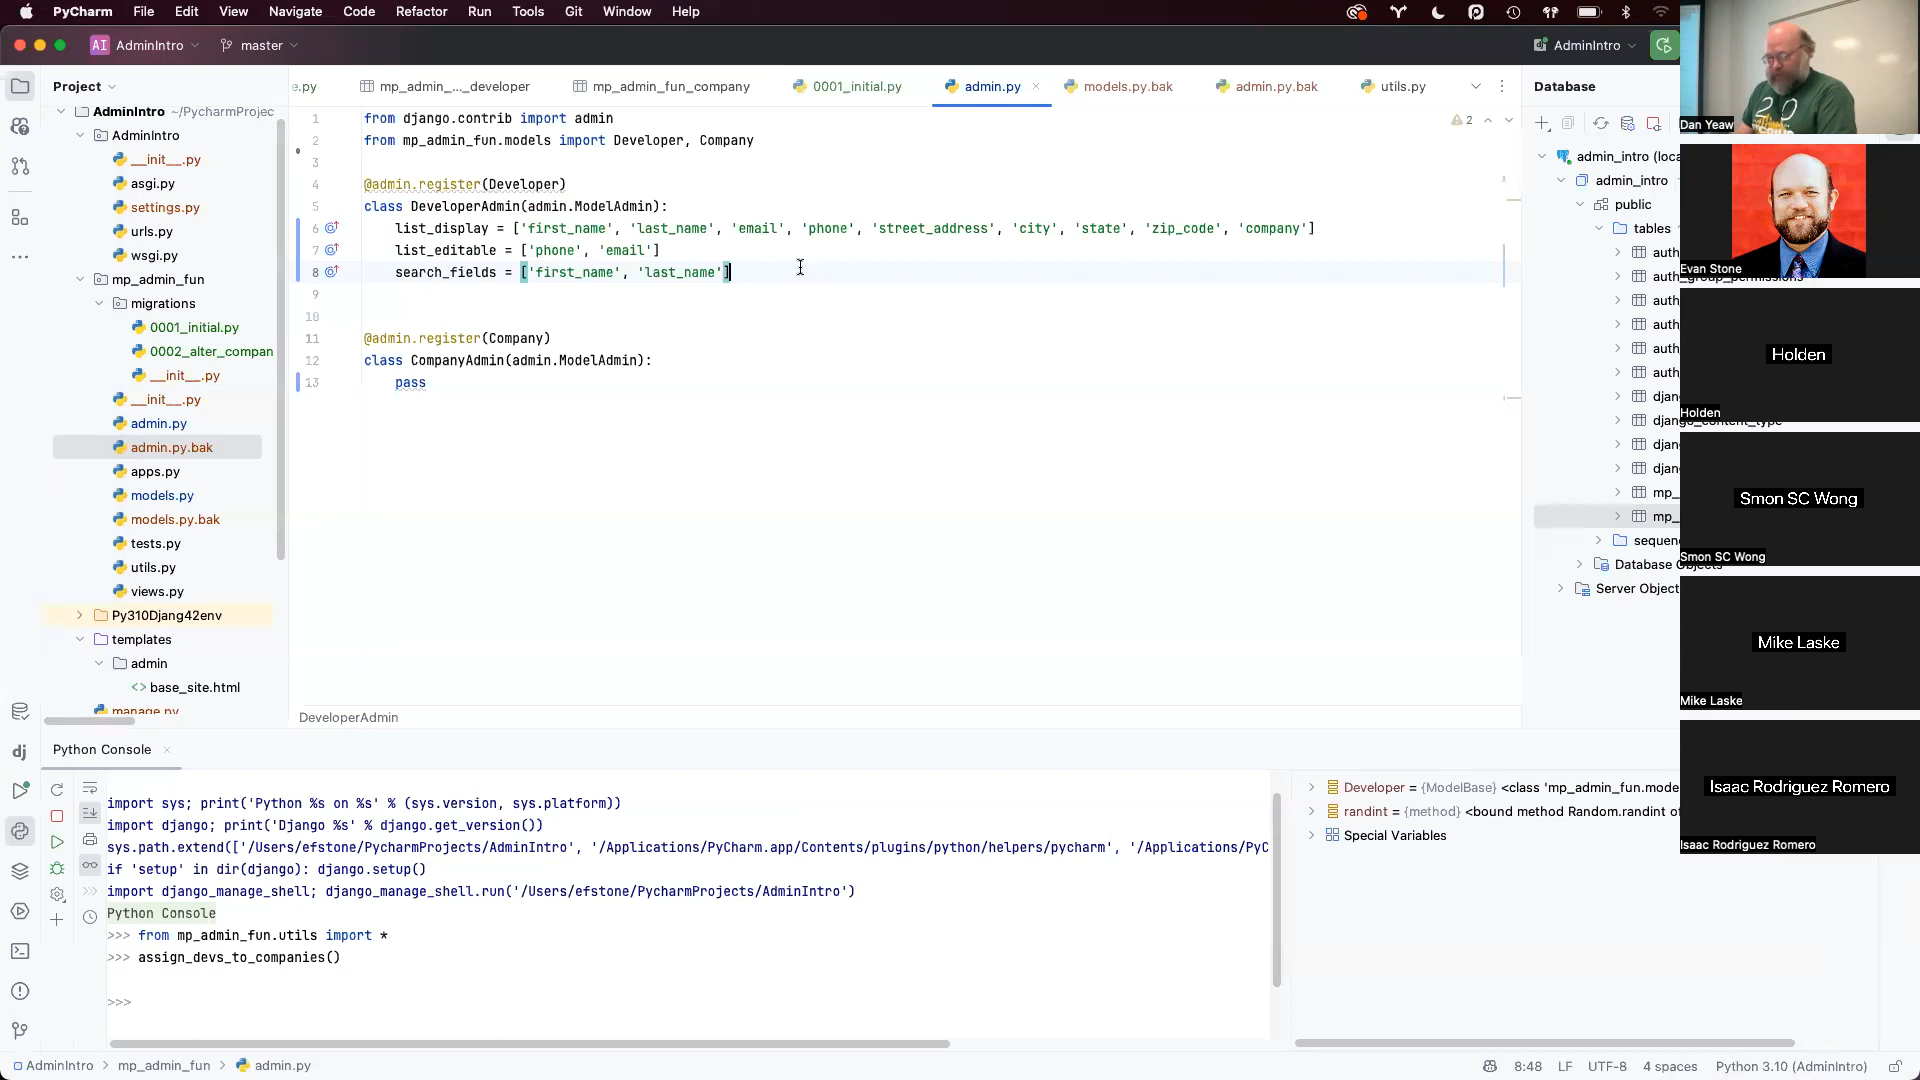 PyCharm File Edit View Navigate Code Refactor Run Tools Git Window Help
AI AdminIntro master AdminIntro
Project
e.py mp_admin_..._developer mp_admin_fun_company 0001_initial.py admin.py models.py.bak admin.py.bak utils.py
Database
AdminIntro ~/PycharmProjec
AdminIntro
__init__.py
asgi.py
settings.py
urls.py
wsgi.py
mp_admin_fun
migrations
0001_initial.py
0002_alter_compan
__init__.py
__init__.py
admin.py
admin.py.bak
apps.py
models.py
models.py.bak
tests.py
utils.py
views.py
Py310Djang42env
templates
admin
base_site.html
manage.py
1 from django.contrib import admin
2 from mp_admin_fun.models import Developer, Company
3
4 @admin.register(Developer)
5 class DeveloperAdmin(admin.ModelAdmin):
6 list_display = ['first_name', 'last_name', 'email', 'phone', 'street_address', 'city', 'state', 'zip_code', 'company']
7 list_editable = ['phone', 'email']
8 search_fields = ['first_name', 'last_name']
9
10
11 @admin.register(Company)
12 class CompanyAdmin(admin.ModelAdmin):
13 pass
2
DeveloperAdmin
admin_intro (loca
admin_intro
public
tables
auth
auth_group_permissions
auth
auth
auth
auth
djan
django_content_type
djan
djan
mp_
mp_
sequen
Database Objects
Server Object
Dan Yeaw
Evan Stone
Holden
Holden
Smon SC Wong
Smon SC Wong
Mike Laske
Mike Laske
Isaac Rodriguez Romero
Isaac Rodriguez Romero
Python Console
import sys; print('Python %s on %s' % (sys.version, sys.platform))
import django; print('Django %s' % django.get_version())
sys.path.extend(['/Users/efstone/PycharmProjects/AdminIntro', '/Applications/PyCharm.app/Contents/plugins/python/helpers/pycharm', '/Applications/PyC
if 'setup' in dir(django): django.setup()
import django_manage_shell; django_manage_shell.run('/Users/efstone/PycharmProjects/AdminIntro')
Python Console
>>> from mp_admin_fun.utils import *
>>> assign_devs_to_companies()
>>>
Developer = {ModelBase} <class 'mp_admin_fun.mode
randint = {method} <bound method Random.randint of
Special Variables
AdminIntro > mp_admin_fun > admin.py
8:48 LF UTF-8 4 spaces Python 3.10 (AdminIntro)